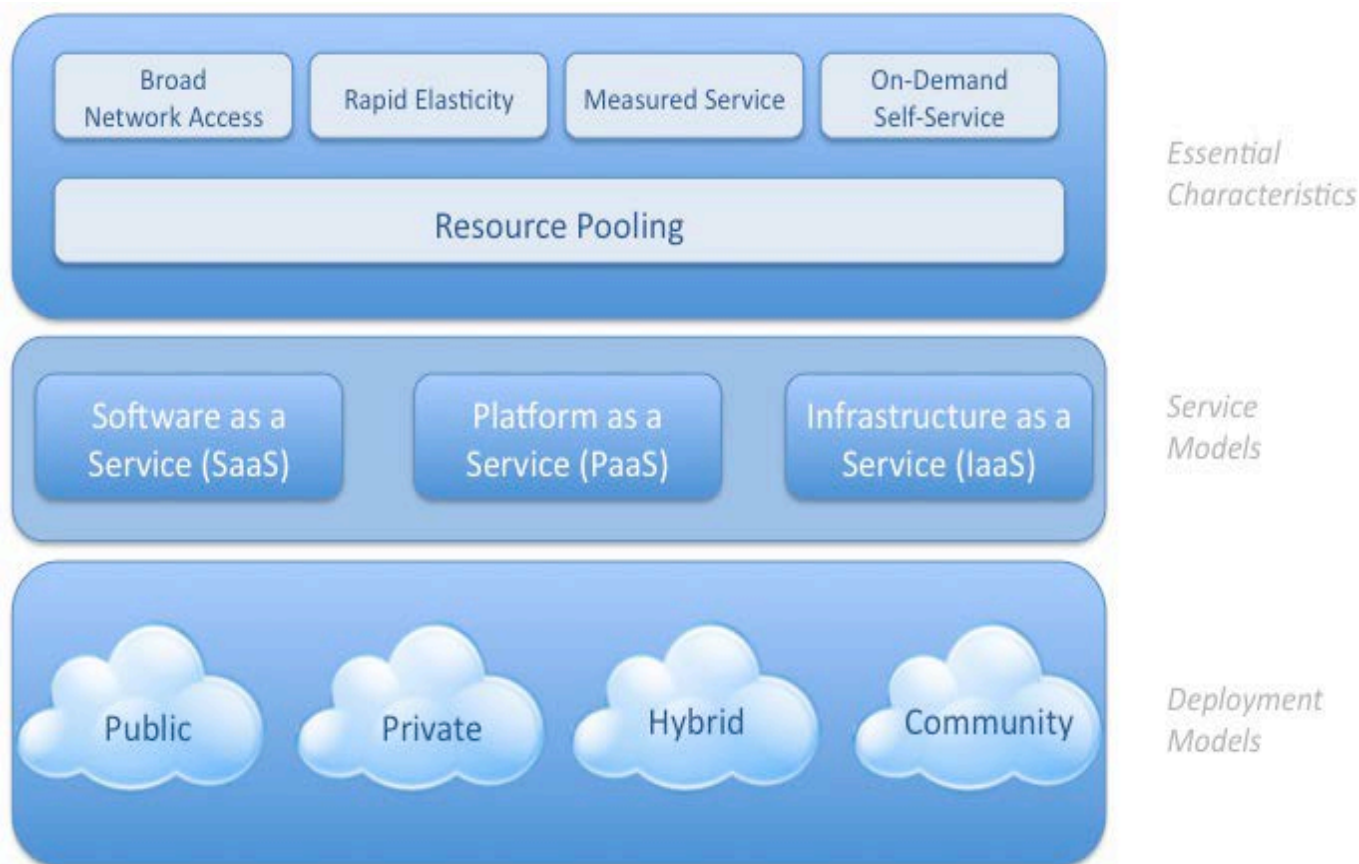 Broad
Network Access
Rapid Elasticity
Measured Service
On-Demand
Self-Service
Essential
Characteristics
Resource Pooling
Software as a
Service (SaaS)
Platform as a
Service (PaaS)
Infrastructure as a
Service (IaaS)
Service
Models
Public
Private
Hybrid
Community
Deployment
Models